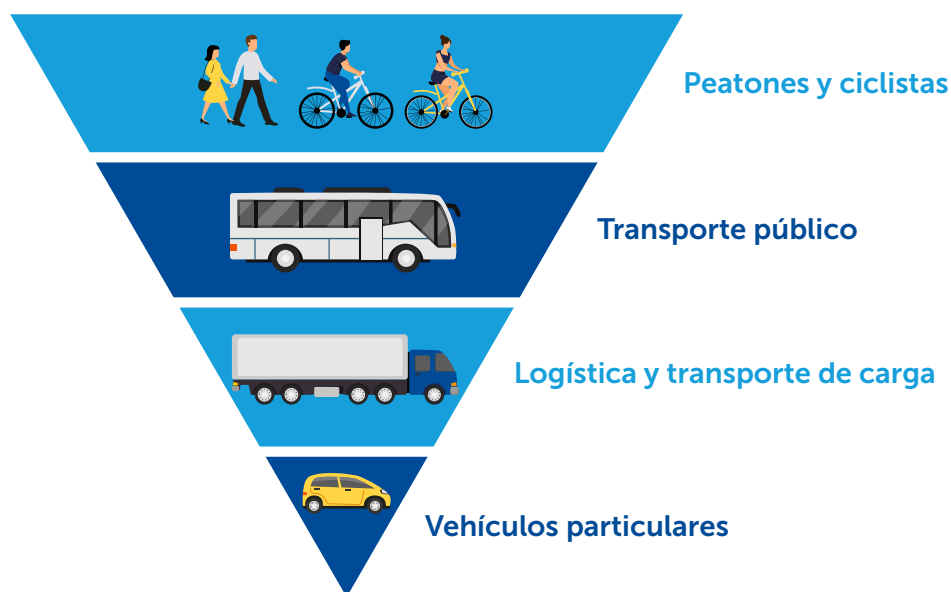 Peatones y ciclistas
Transporte público
Logística y transporte de carga
Vehículos particulares